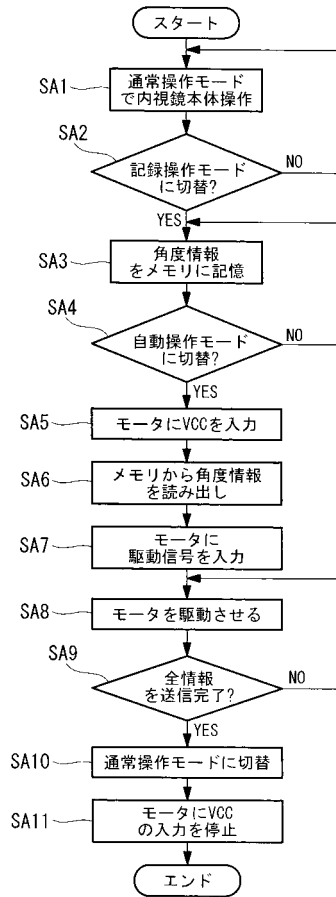 スタート
SA1
通常操作モード
で内視鏡本体操作
SA2
記録操作モード
に切替?
NO
YES
SA3
角度情報
をメモリに記憶
SA4
自動操作モード
に切替?
NO
YES
SA5
モータにVCCを入力
SA6
メモリから角度情報
を読み出し
SA7
モータに
駆動信号を入力
SA8
モータを駆動させる
SA9
全情報
を送信完了?
NO
YES
SA10
通常操作モードに切替
SA11
モータにVCC
の入力を停止
エンド